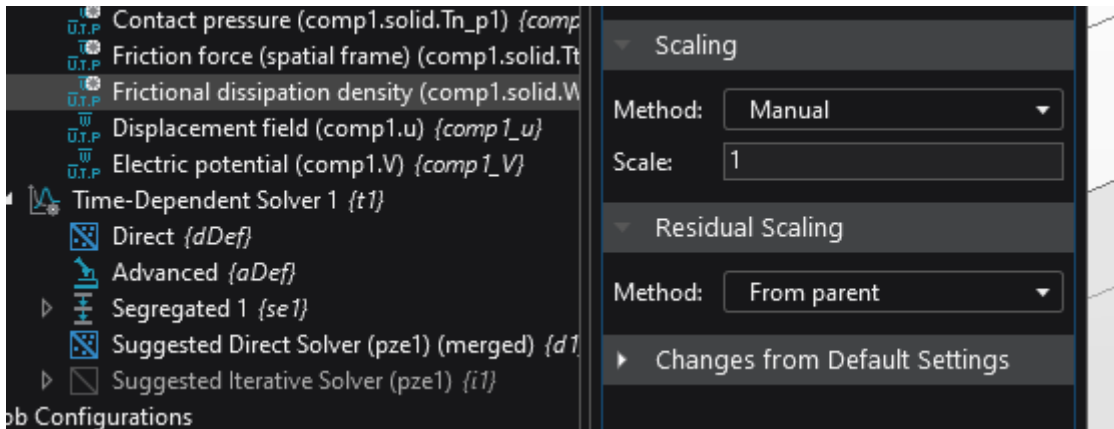 Contact pressure (comp1.solid.Tn_p1) {comp
U.T.P
Friction force (spatial frame) (comp1.solid.Tt
U.T.P
Frictional dissipation density (comp1.solid.W
U.T.P
Displacement field (comp1.u) {comp1_u}
U.T.P
Electric potential (comp1.V) {comp1_V}
U.T.P
Time-Dependent Solver 1 {t1}
Direct {dDef}
Advanced {aDef}
Segregated 1 {se1}
Suggested Direct Solver (pze1) (merged) {d1
Suggested Iterative Solver (pze1) {i1}
ob Configurations
Scaling
Method: Manual
Scale: 1
Residual Scaling
Method: From parent
Changes from Default Settings